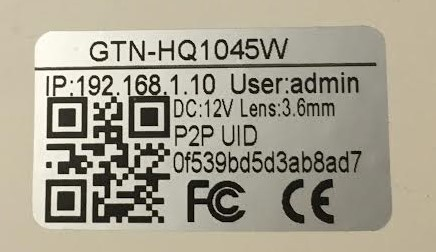 GTN-HQ1045W
IP:192.168.1.10 User:admin
DC:12V Lens:3.6mm
P2P UID
0f539bd5d3ab8ad7
FC CE